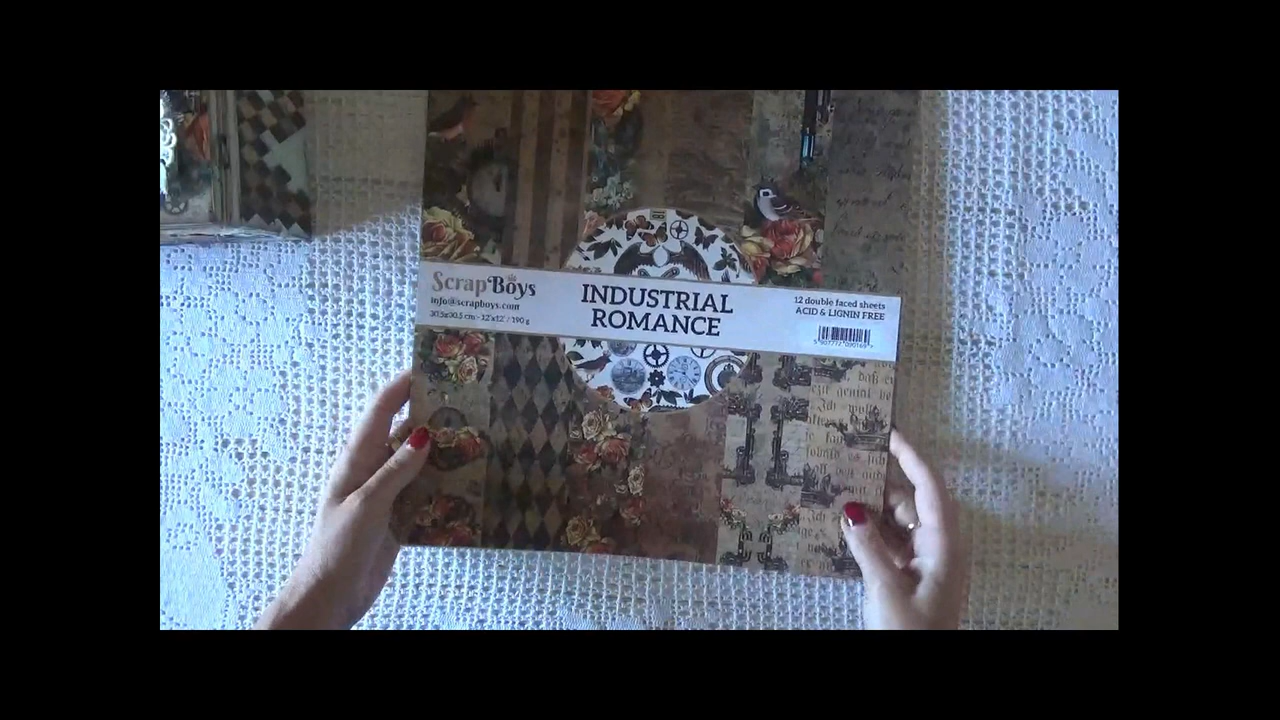 ScrapBoys
info@scrapboys.com
30.5x30.5 cm - 12"x12" / 190 g
INDUSTRIAL
ROMANCE
12 double faced sheets
ACID & LIGNIN FREE
daß